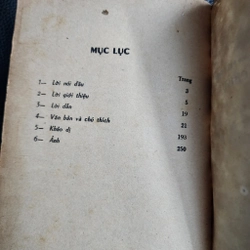 MỤC LỤC
Trang
1— Lời nói đầu 3
2— Lời giới thiệu 5
3— Lời dẫn 19
4— Văn bản và chú thích 21
5— Khảo dị 193
6— Ảnh 250